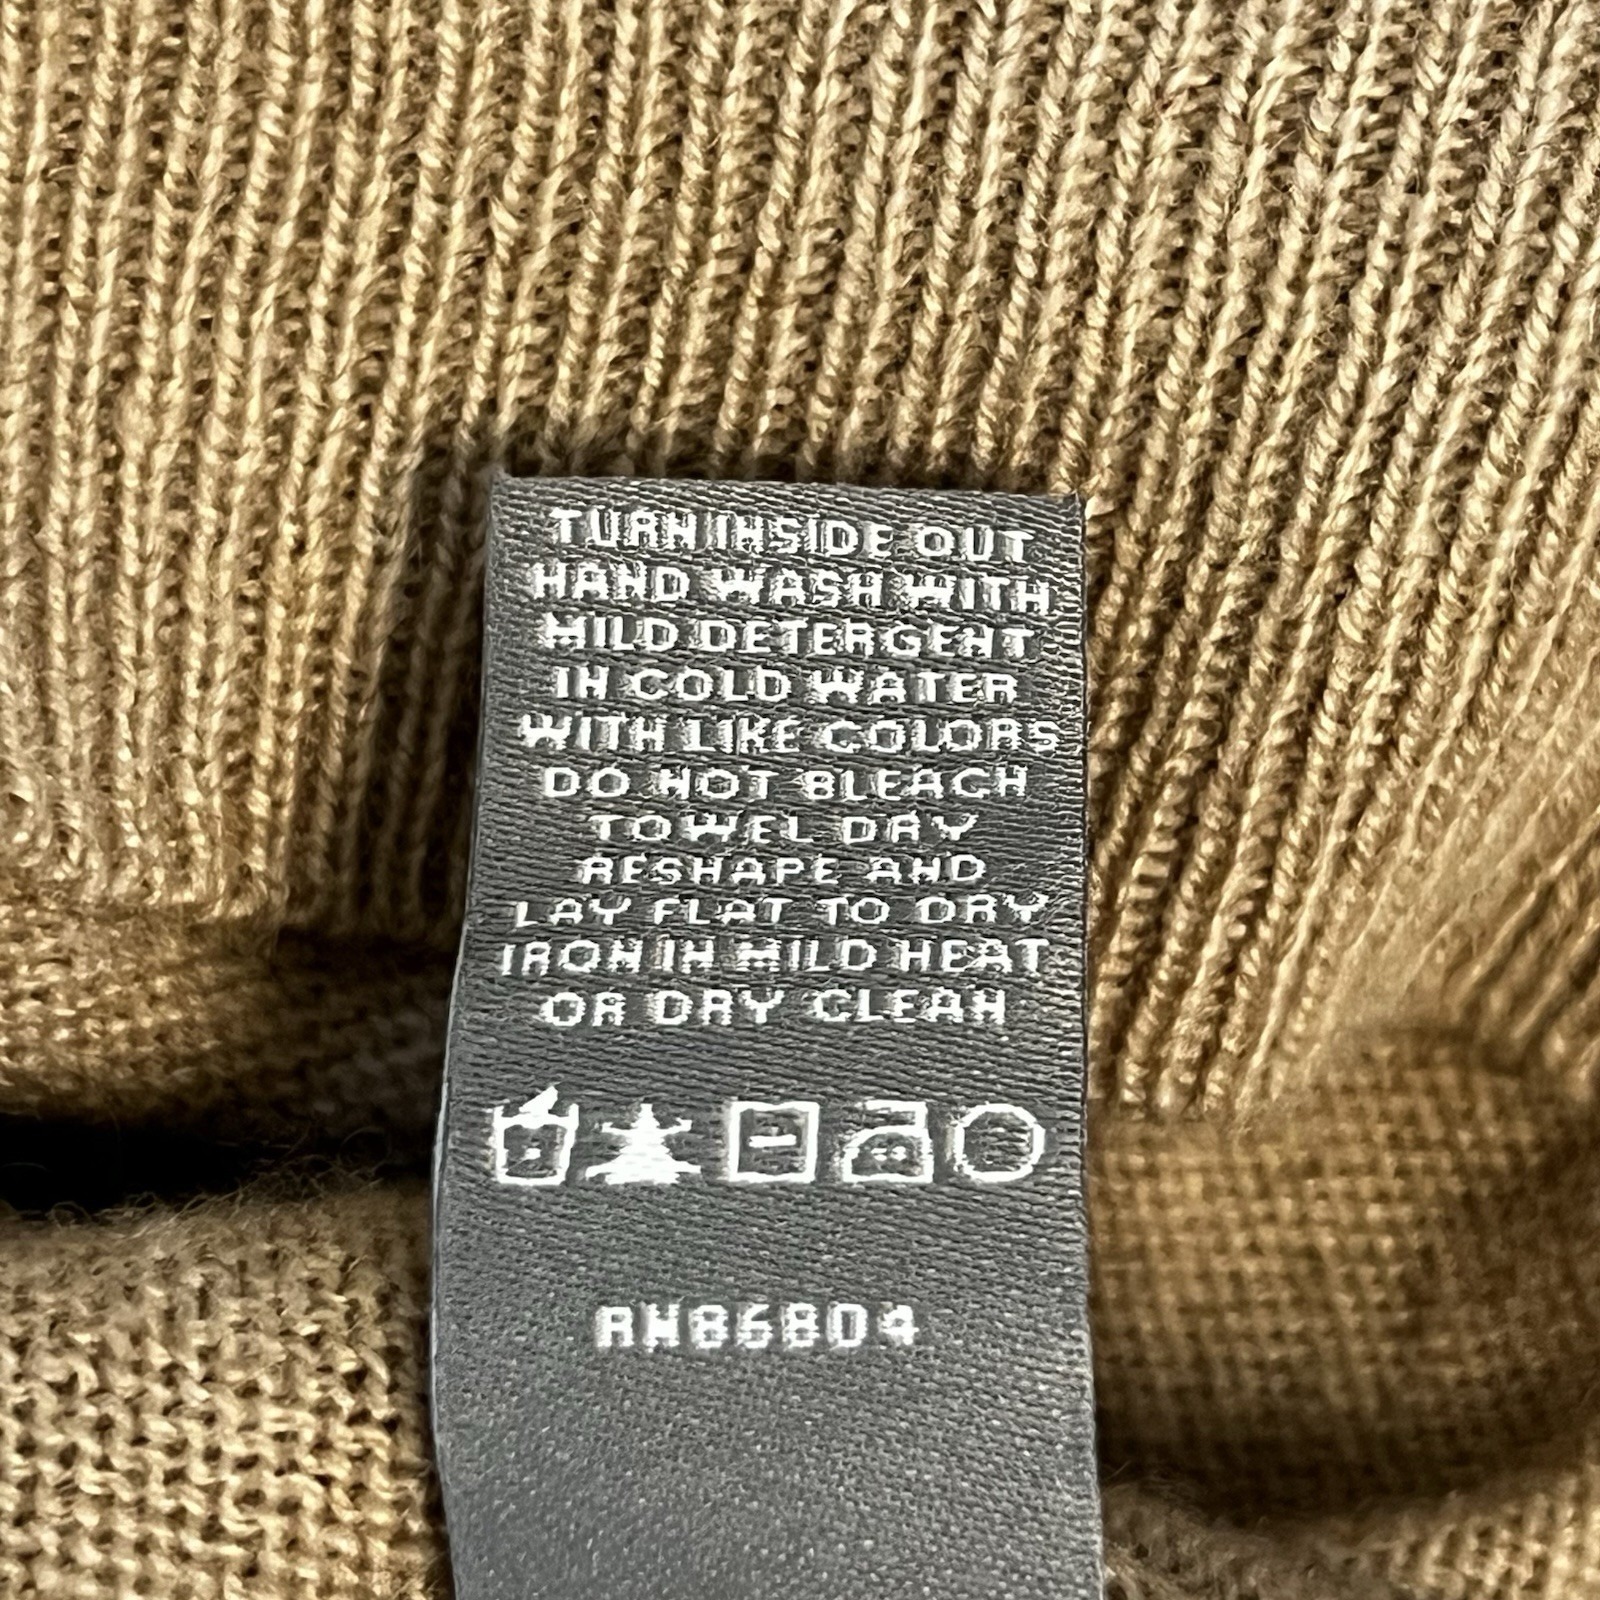 TURN INSIDE OUT
HAND WASH WITH
MILD DETERGENT
IN COLD WATER
WITH LIKE COLORS
DO NOT BLEACH
TOWEL DRY
RESHAPE AND
LAY FLAT TO DRY
IRON IN MILD HEAT
OR DRY CLEAN
RN86804